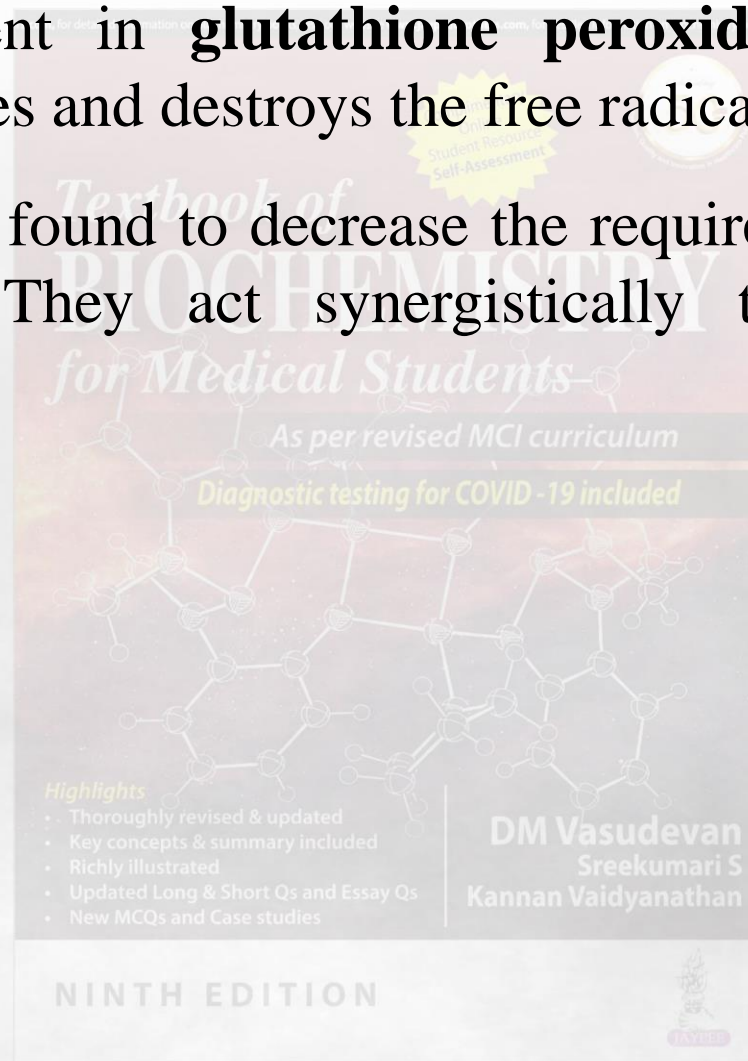 ent in glutathione peroxid
es and destroys the free radica
found to decrease the require
They act synergistically t
Student Resource
Self-Assessment
Textbook of
BIOCHEMISTRY
for Medical Students
As per revised MCI curriculum
Diagnostic testing for COVID -19 included
Highlights
• Thoroughly revised & updated
• Key concepts & summary included
• Richly illustrated
• Updated Long & Short Qs and Essay Qs
• New MCQs and Case studies
DM Vasudevan
Sreekumari S
Kannan Vaidyanathan
NINTH EDITION
JAYPEE